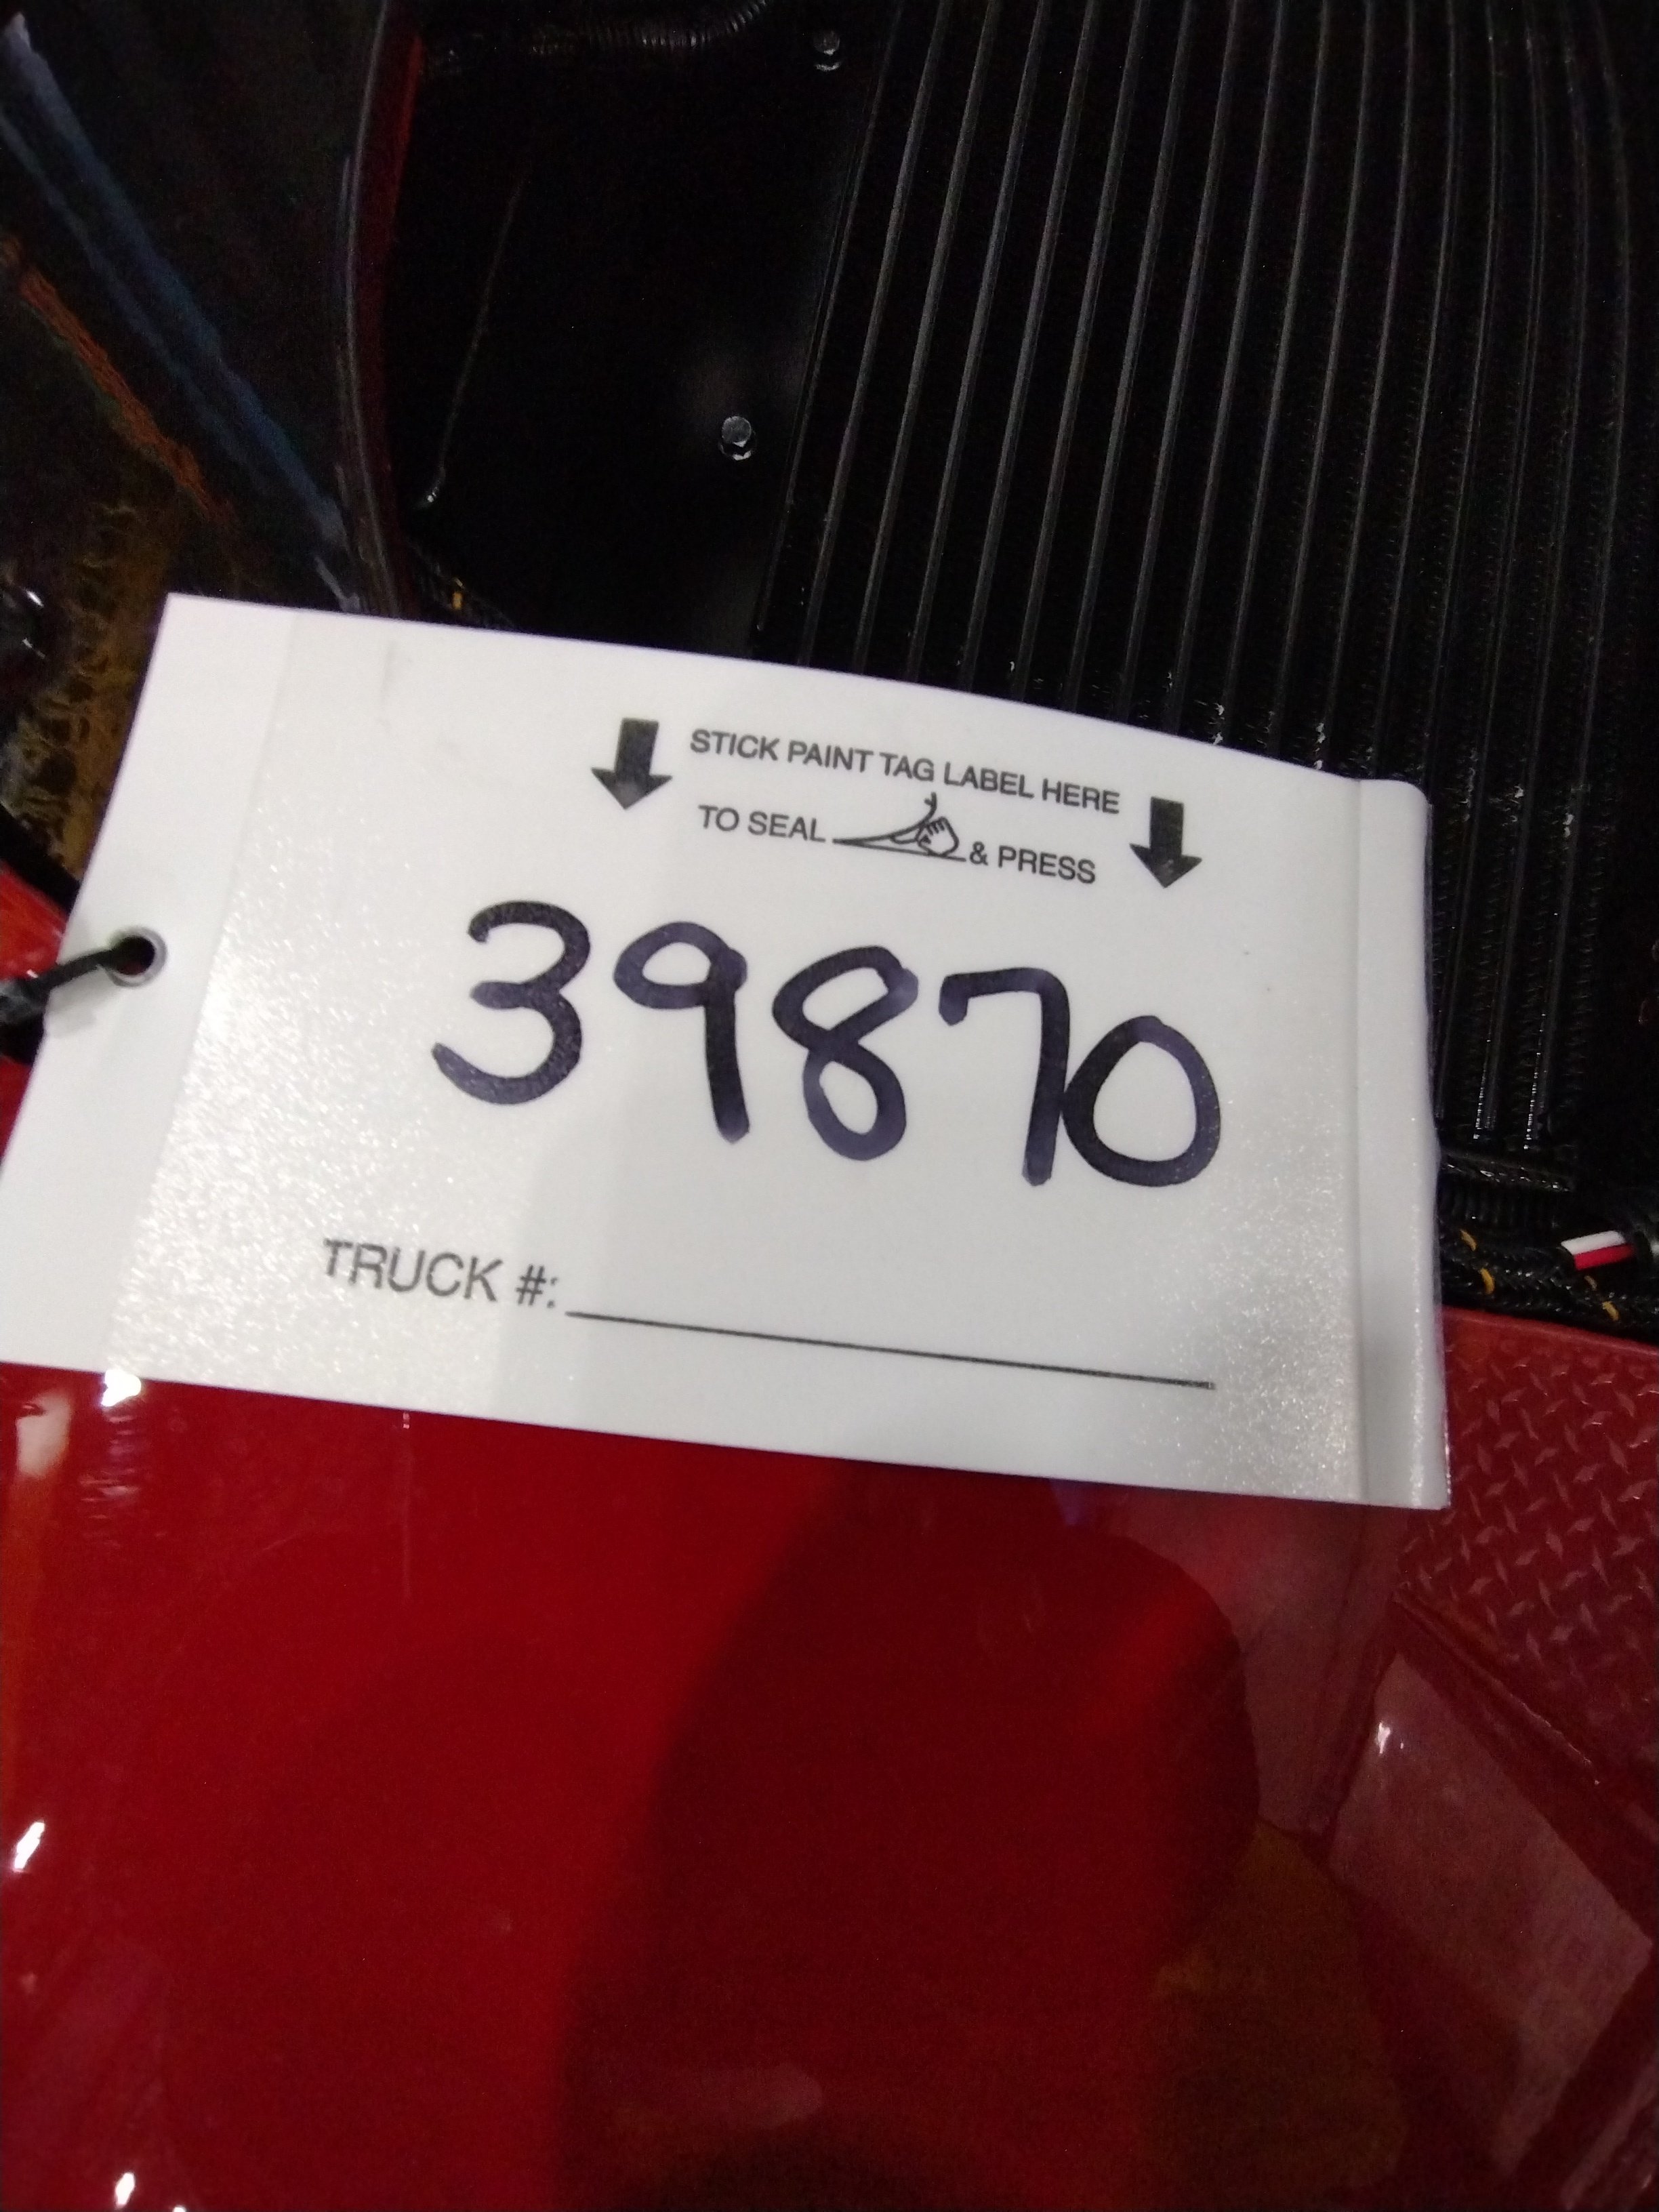 STICK PAINT TAG LABEL HERE
TO SEAL & PRESS
39870
TRUCK #: